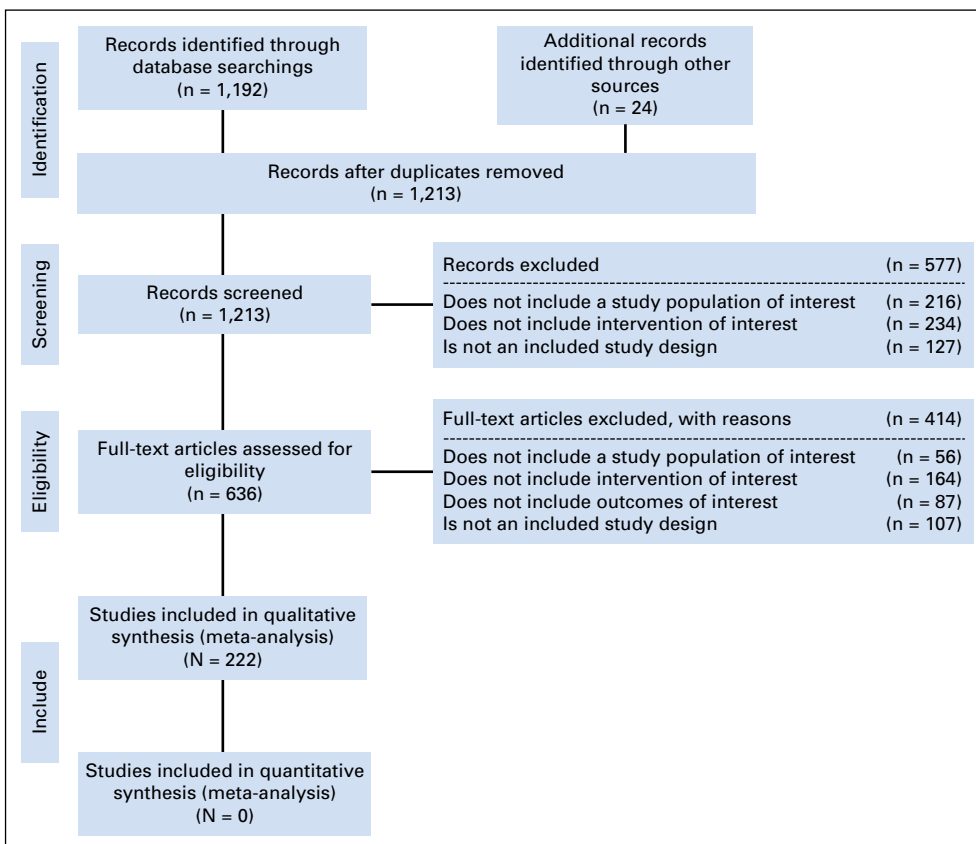 Identification
Records identified through
database searchings
(n = 1,192)
Additional records
identified through other
sources
(n = 24)
Records after duplicates removed
(n = 1,213)
Screening
Records screened
(n = 1,213)
Records excluded (n = 577)
Does not include a study population of interest (n = 216)
Does not include intervention of interest (n = 234)
Is not an included study design (n = 127)
Eligibility
Full-text articles assessed for
eligibility
(n = 636)
Full-text articles excluded, with reasons (n = 414)
Does not include a study population of interest (n = 56)
Does not include intervention of interest (n = 164)
Does not include outcomes of interest (n = 87)
Is not an included study design (n = 107)
Include
Studies included in qualitative
synthesis (meta-analysis)
(N = 222)
Studies included in quantitative
synthesis (meta-analysis)
(N = 0)